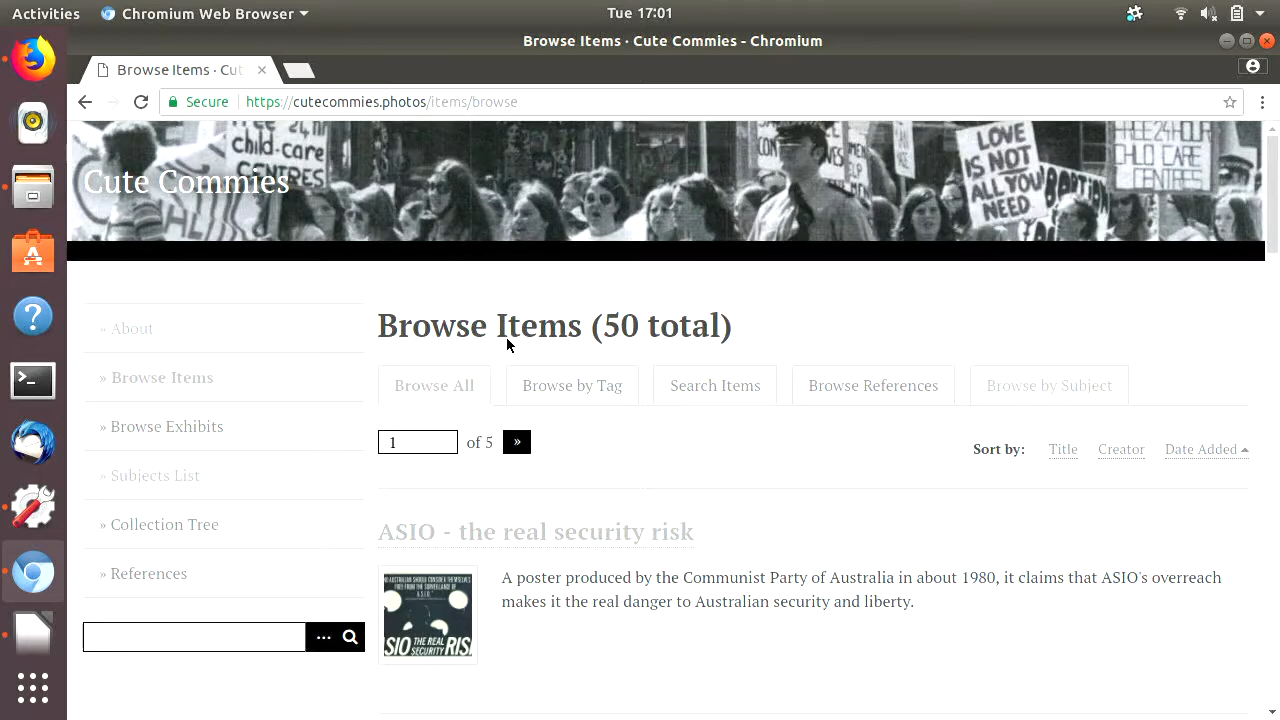 Activities
Chromium Web Browser
Tue 17:01
Browse Items · Cute Commies - Chromium
Browse Items · Cut
Secure
https://cutecommies.photos/items/browse
24 hr
child-care
CENTRES
LOVE
IS NOT
ALL YOU
NEED
FREE 24 HOUR
CHILD CARE
CENTRES
Cute Commies
» About
» Browse Items
» Browse Exhibits
» Subjects List
» Collection Tree
» References
...
Browse Items (50 total)
Browse All
Browse by Tag
Search Items
Browse References
Browse by Subject
1 of 5 »
Sort by: Title Creator Date Added
ASIO - the real security risk
A.S.I.O.
SIO THE REAL
SECURITY RIS
A poster produced by the Communist Party of Australia in about 1980, it claims that ASIO's overreach
makes it the real danger to Australian security and liberty.